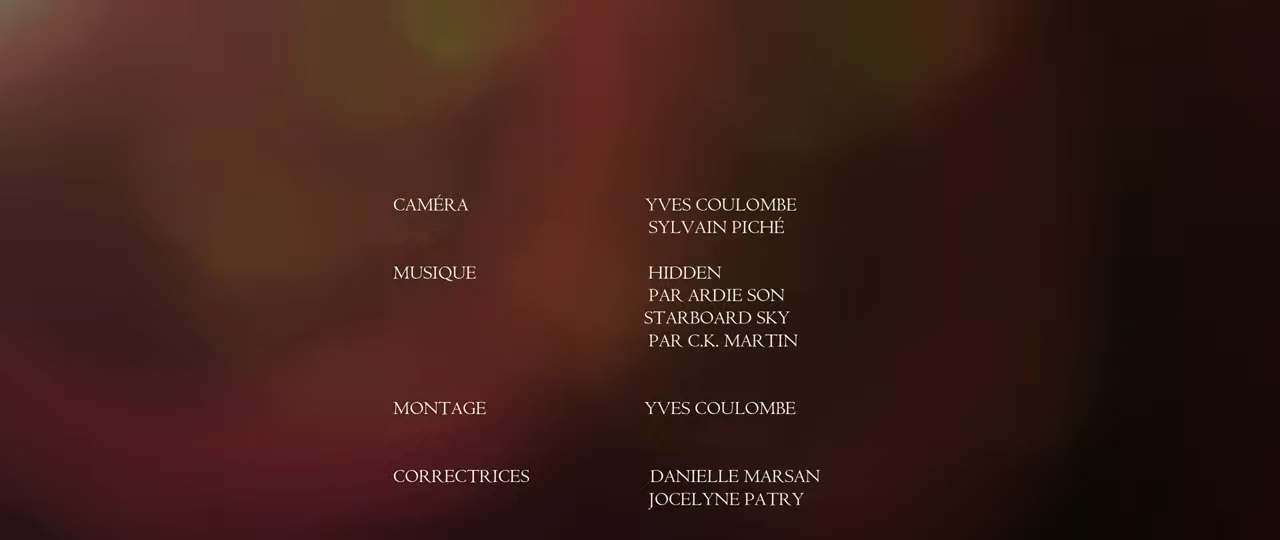 CAMÉRA YVES COULOMBE
SYLVAIN PICHÉ
MUSIQUE HIDDEN
PAR ARDIE SON
STARBOARD SKY
PAR C.K. MARTIN
MONTAGE YVES COULOMBE
CORRECTRICES DANIELLE MARSAN
JOCELYNE PATRY